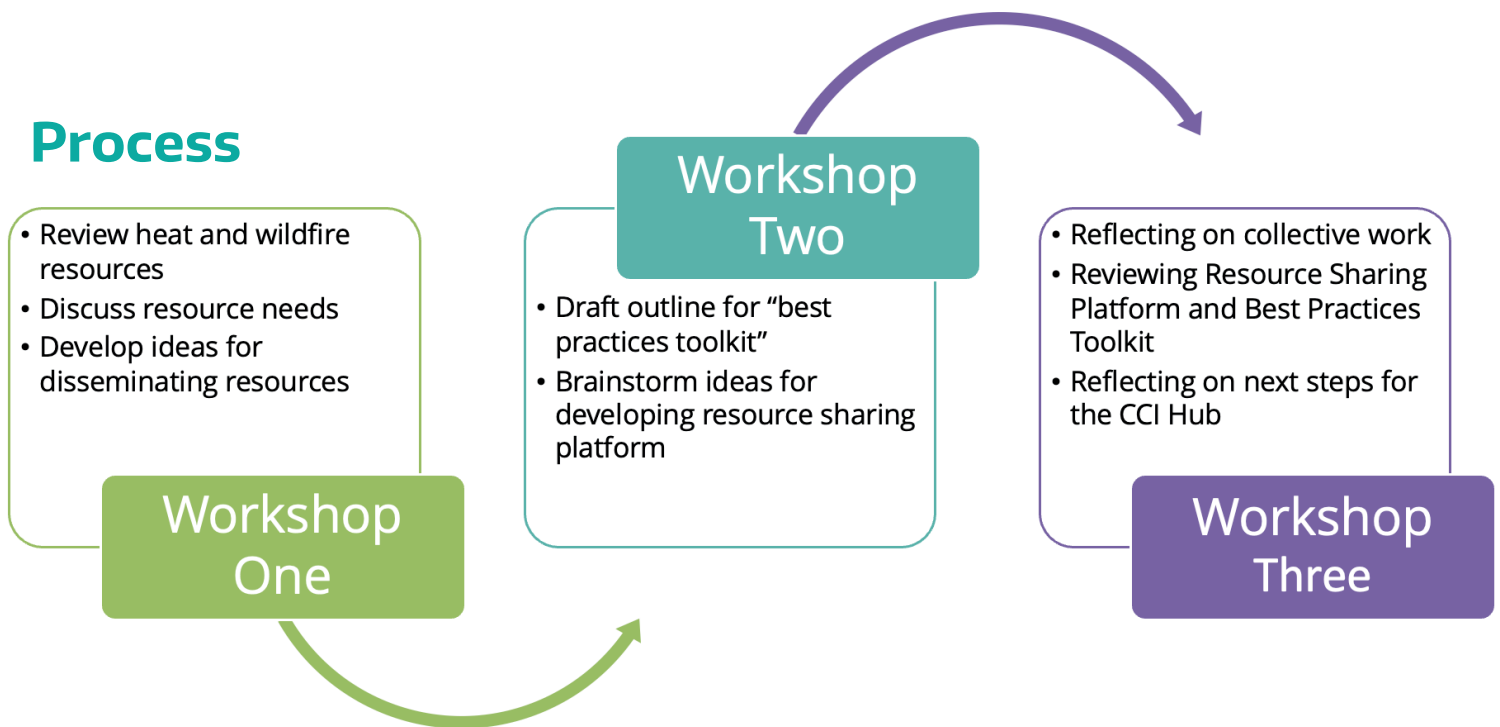 Process
• Review heat and wildfire
resources
• Discuss resource needs
• Develop ideas for
disseminating resources
Workshop
One
Workshop
Two
• Draft outline for “best
practices toolkit”
• Brainstorm ideas for
developing resource sharing
platform
• Reflecting on collective work
• Reviewing Resource Sharing
Platform and Best Practices
Toolkit
• Reflecting on next steps for
the CCI Hub
Workshop
Three